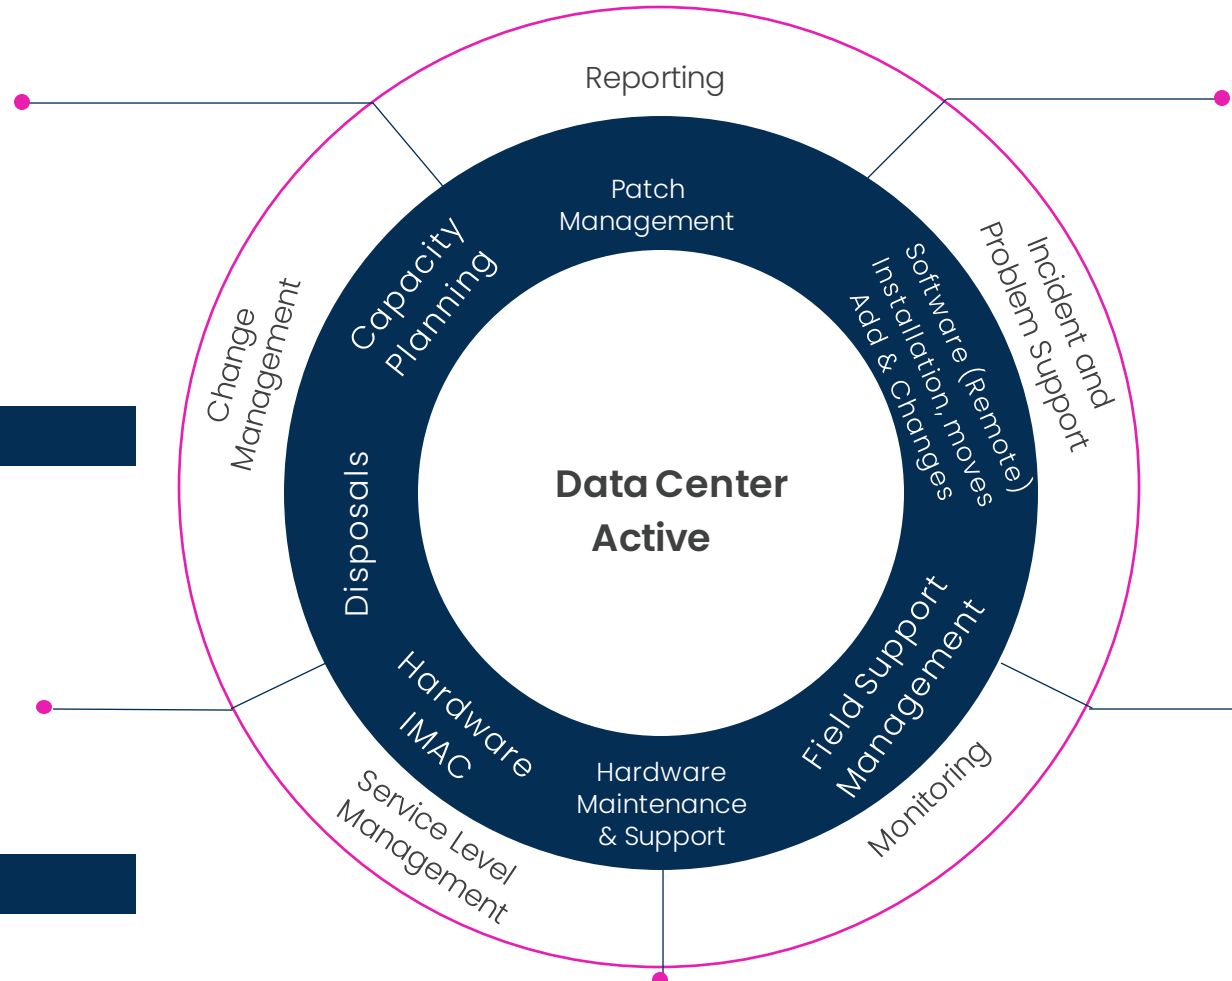 Reporting
Patch
Management
Capacity
Planning
Change
Management
Incident and
Problem Support
Software (Remote)
Installation, moves
Add & Changes
Data Center
Active
Disposals
Field Support
Management
Hardware
IMAC
Hardware
Maintenance
& Support
Monitoring
Service Level
Management